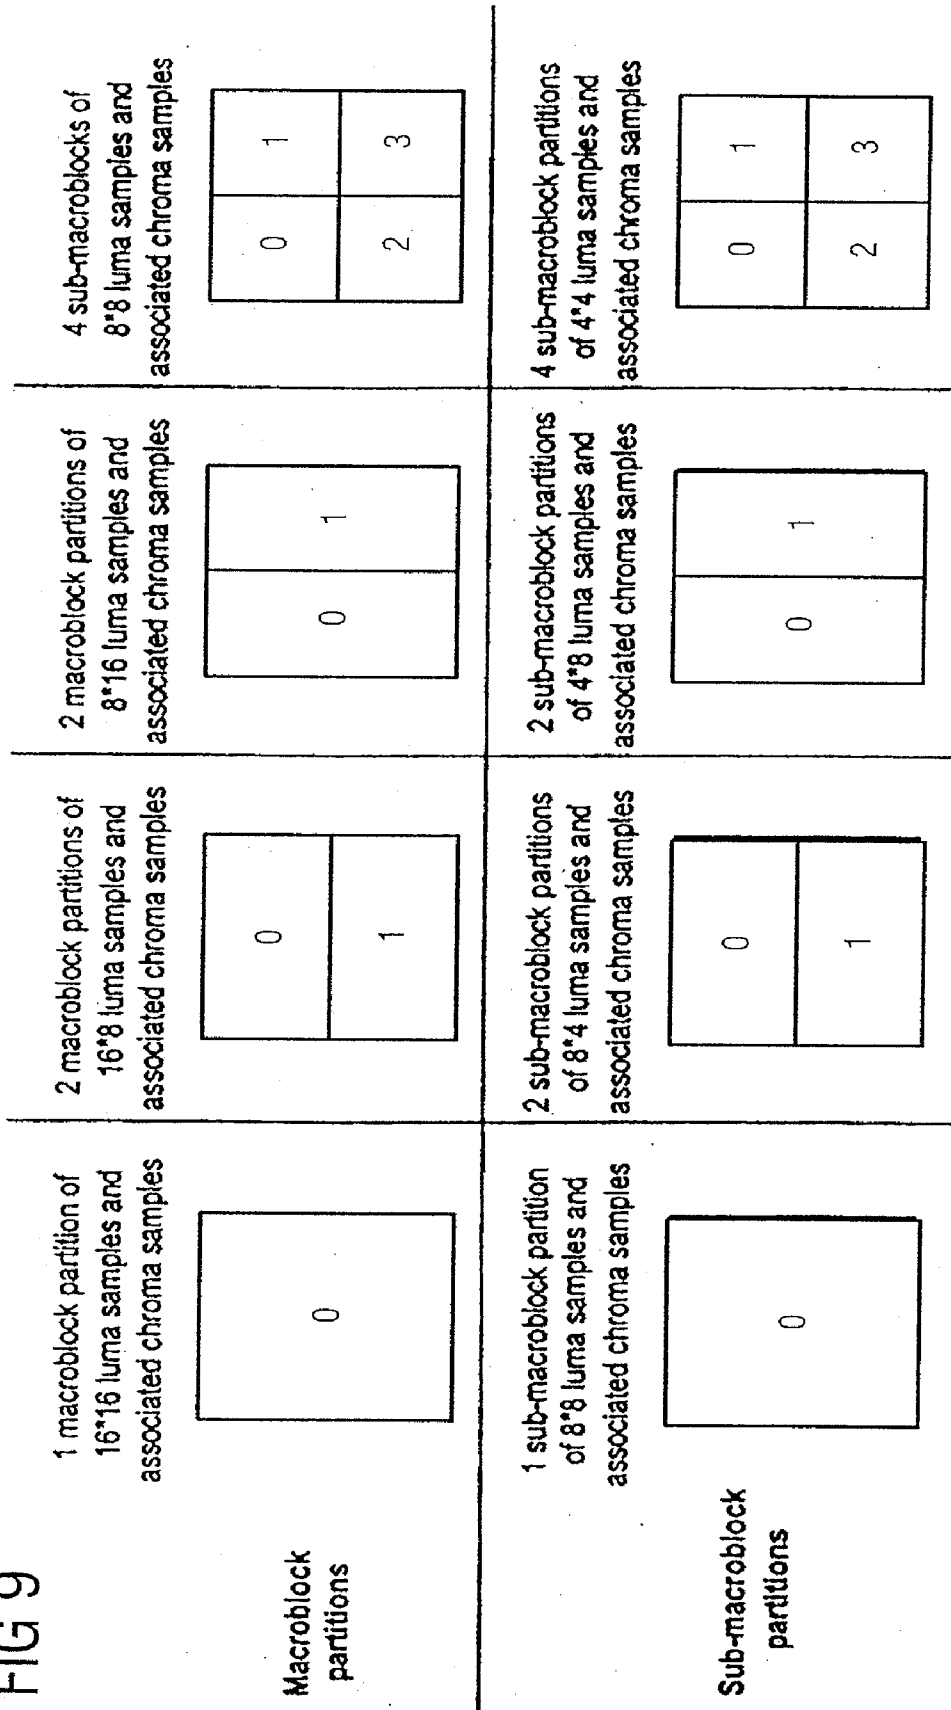 FIG 9
1 macroblock partition of
16*16 luma samples and
associated chroma samples
2 macroblock partitions of
16*8 luma samples and
associated chroma samples
2 macroblock partitions of
8*16 luma samples and
associated chroma samples
4 sub-macroblocks of
8*8 luma samples and
associated chroma samples
Macroblock
partitions
0
0
1
0
1
0
1
2
3
1 sub-macroblock partition
of 8*8 luma samples and
associated chroma samples
2 sub-macroblock partitions
of 8*4 luma samples and
associated chroma samples
2 sub-macroblock partitions
of 4*8 luma samples and
associated chroma samples
4 sub-macroblock partitions
of 4*4 luma samples and
associated chroma samples
Sub-macroblock
partitions
0
0
1
0
1
0
1
2
3